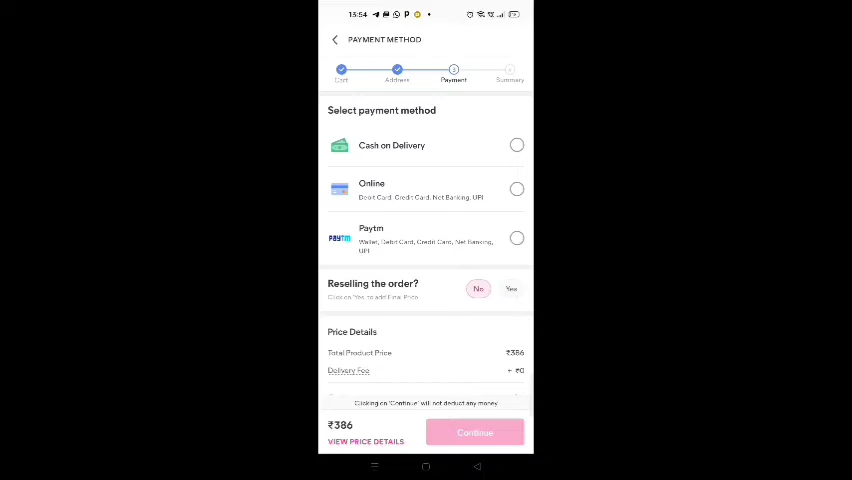 13:54
PAYMENT METHOD
3
Cart Address Payment Summary
Select payment method
Cash on Delivery
Online
Debit Card, Credit Card, Net Banking, UPI
PAYTM
Paytm
Wallet, Debit Card, Credit Card, Net Banking,
UPI
Reselling the order? No Yes
Click on 'Yes' to add Final Price
Price Details
Total Product Price ₹386
Delivery Fee + ₹0
Clicking on 'Continue' will not deduct any money.
₹386
Continue
VIEW PRICE DETAILS